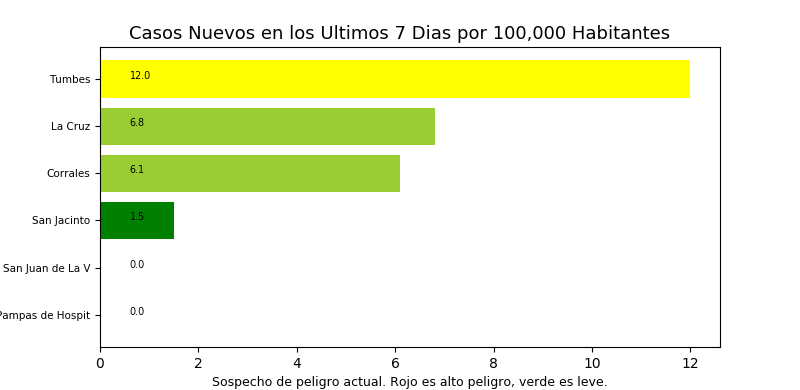 Casos Nuevos en los Ultimos 7 Dias por 100,000 Habitantes
Tumbes 12.0
La Cruz 6.8
Corrales 6.1
San Jacinto 1.5
San Juan de La V 0.0
Pampas de Hospit 0.0
0 2 4 6 8 10 12
Sospecho de peligro actual. Rojo es alto peligro, verde es leve.